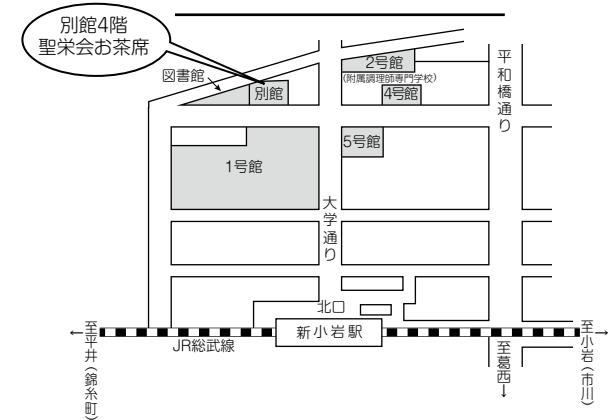 別館4階
聖栄会お茶席
図書館
別館
2号館
(附属調理師専門学校)
4号館
平和橋通り
5号館
1号館
大学通り
北口
新小岩駅
JR総武線
←至平井(錦糸町)
至葛西↓
至小岩(市川)→